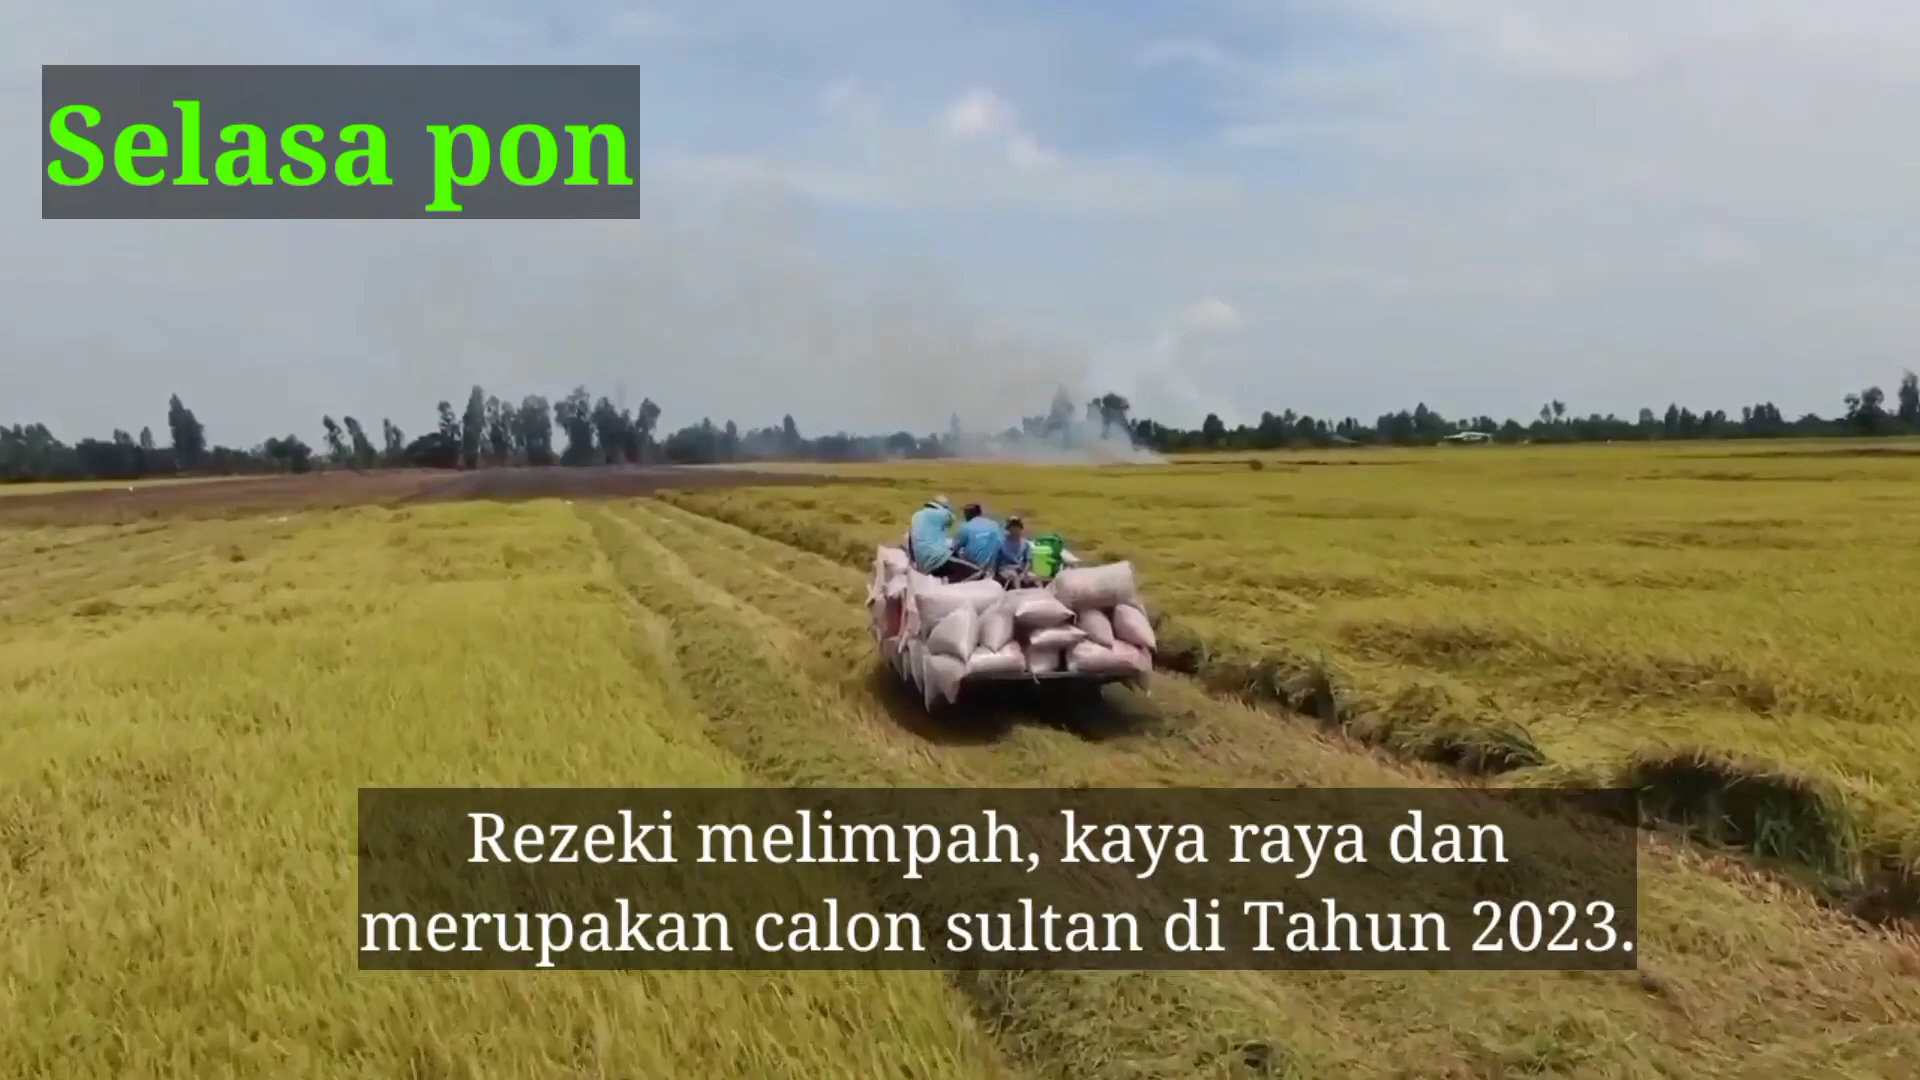 Selasa pon
Rezeki melimpah, kaya raya dan
merupakan calon sultan di Tahun 2023.